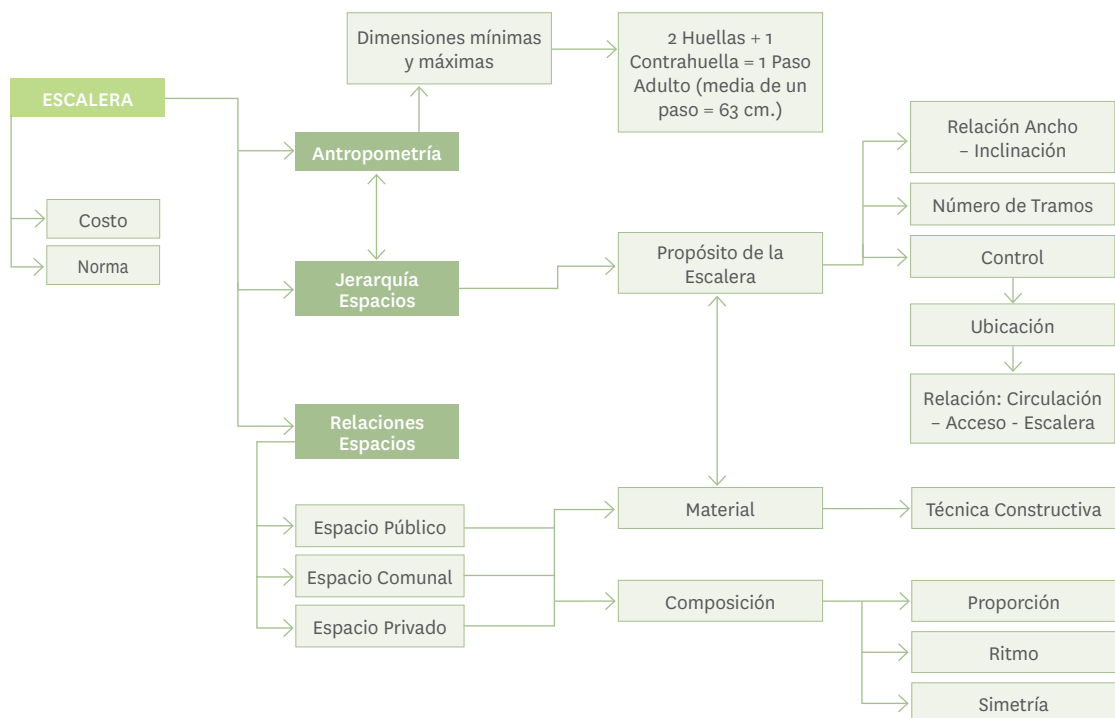 Dimensiones mínimas
y máximas
2 Huellas + 1
Contrahuella = 1 Paso
Adulto (media de un
paso = 63 cm.)
ESCALERA
Antropometría
Relación Ancho
– Inclinación
Número de Tramos
Costo
Norma
Jerarquía
Espacios
Propósito de la
Escalera
Control
Ubicación
Relación: Circulación
– Acceso - Escalera
Relaciones
Espacios
Espacio Público
Material
Técnica Constructiva
Espacio Comunal
Composición
Proporción
Espacio Privado
Ritmo
Simetría